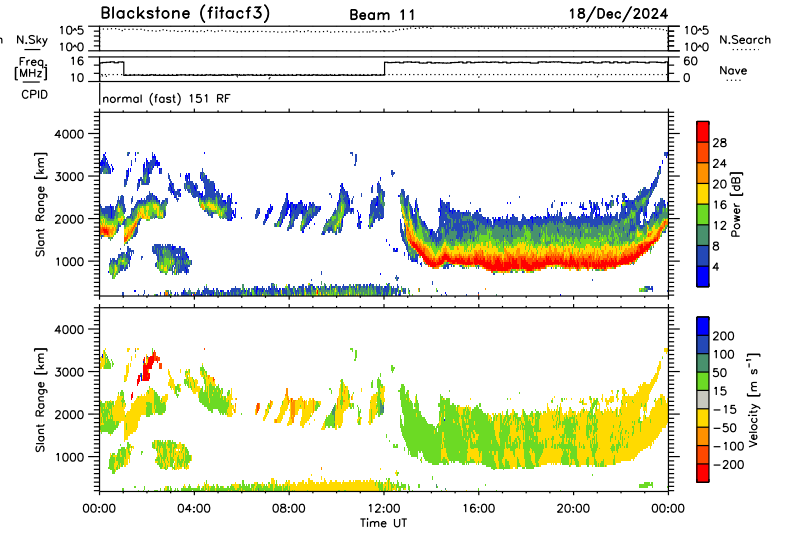 Blackstone (fitacf3) Beam 11 18/Dec/2024
N.Sky 10^5 10^0 10^5 10^0 N.Search
Freq. [MHz] 16 10 60 0 Nave
CPID normal (fast) 151 RF
Slant Range [km] 4000 3000 2000 1000
28 24 20 16 12 8 4 Power [dB]
Slant Range [km] 4000 3000 2000 1000
200 100 50 15 −15 −50 −100 −200 Velocity [m s⁻¹]
00:00 04:00 08:00 12:00 16:00 20:00 00:00
Time UT